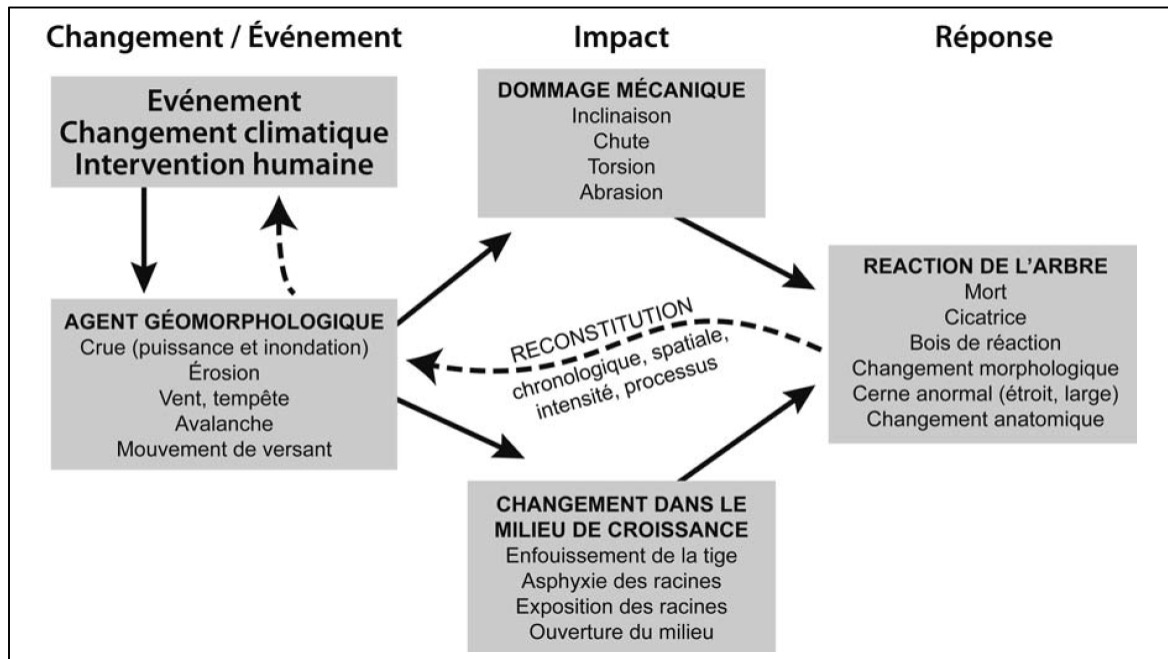 Changement / Événement
Impact
Réponse
Evénement
Changement climatique
Intervention humaine
DOMMAGE MÉCANIQUE
Inclinaison
Chute
Torsion
Abrasion
AGENT GÉOMORPHOLOGIQUE
Crue (puissance et inondation)
Érosion
Vent, tempête
Avalanche
Mouvement de versant
RECONSTITUTION
chronologique, spatiale,
intensité, processus
REACTION DE L'ARBRE
Mort
Cicatrice
Bois de réaction
Changement morphologique
Cerne anormal (étroit, large)
Changement anatomique
CHANGEMENT DANS LE
MILIEU DE CROISSANCE
Enfouissement de la tige
Asphyxie des racines
Exposition des racines
Ouverture du milieu